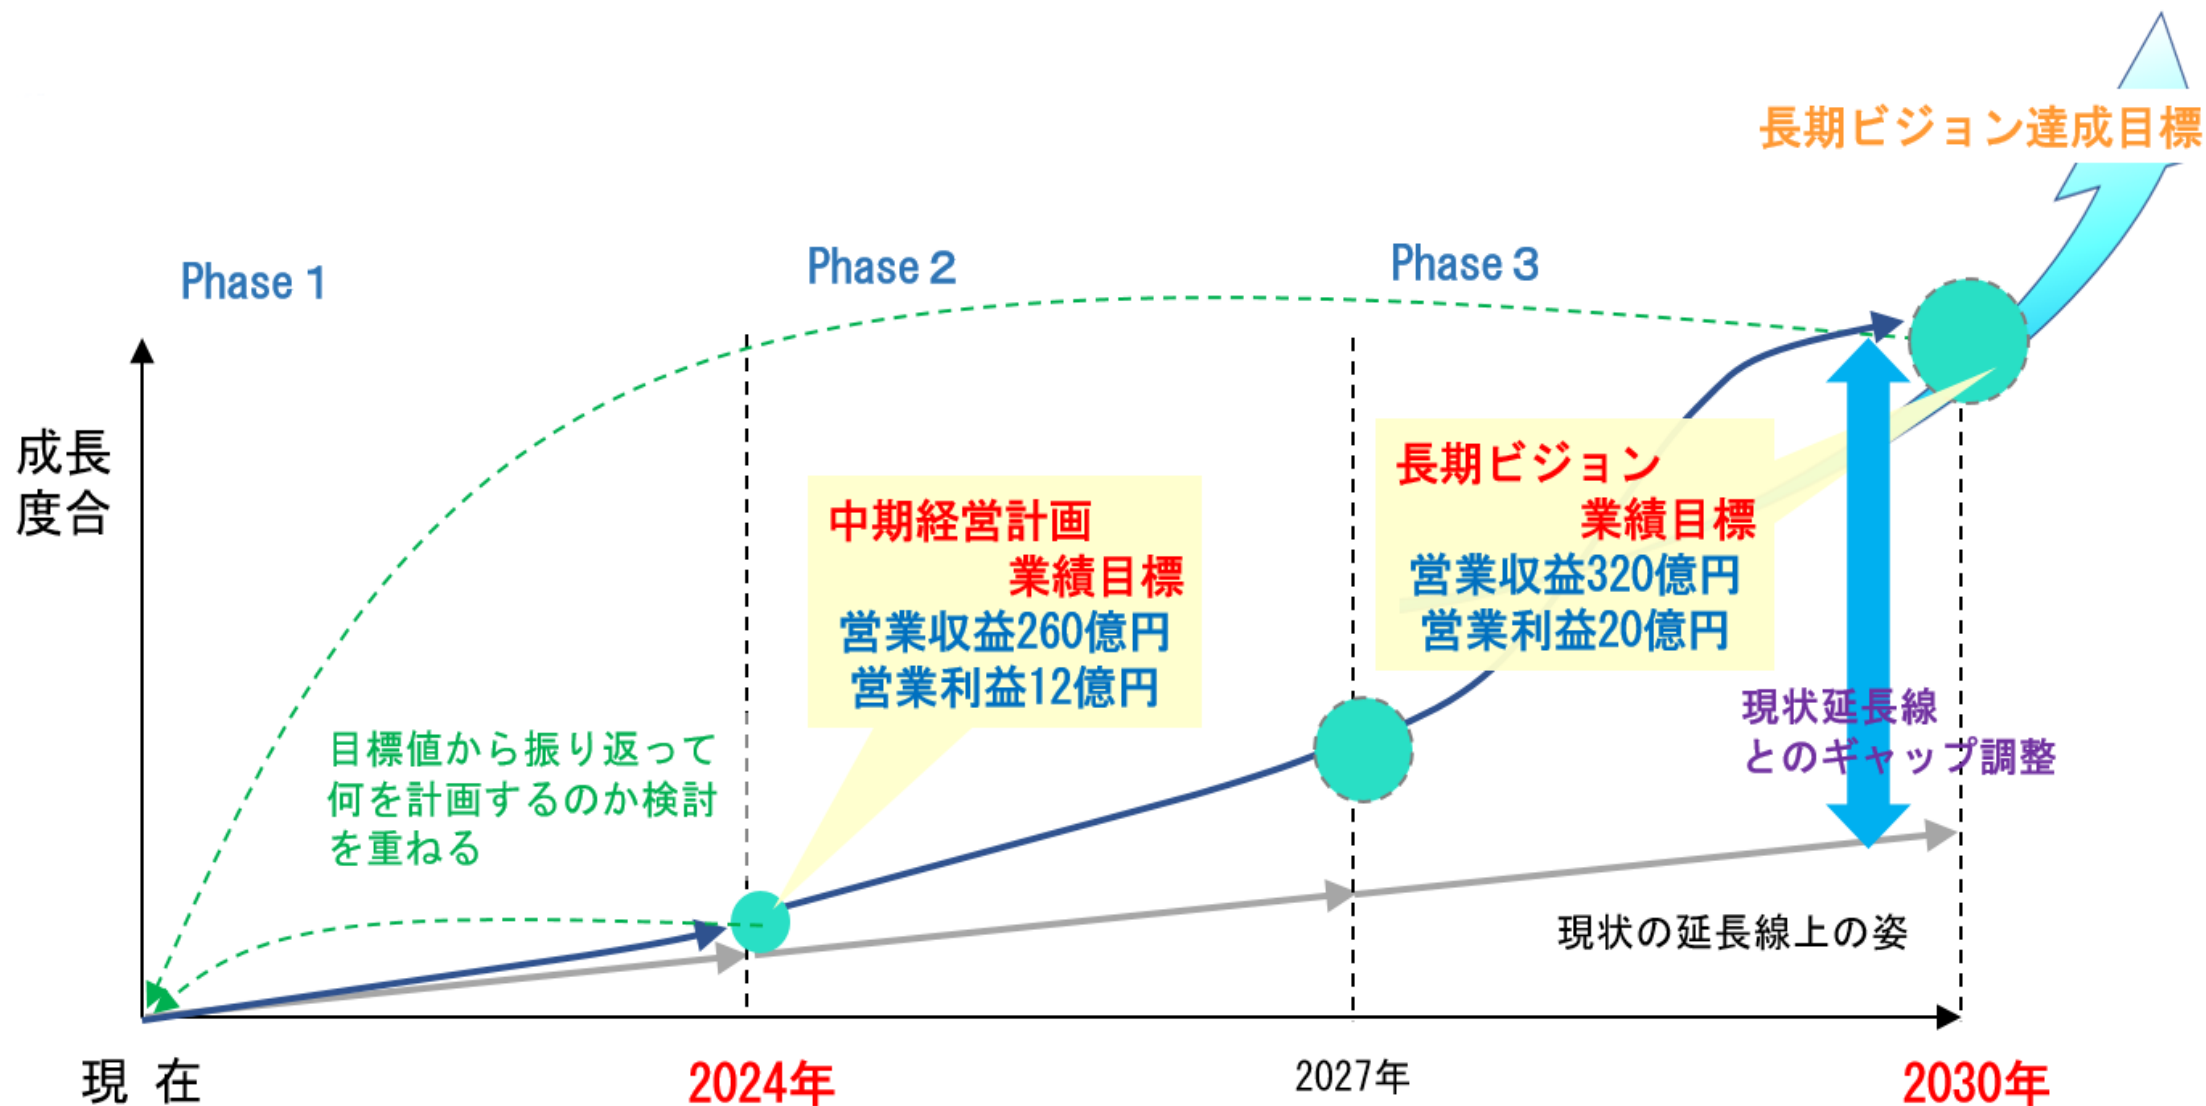 長期ビジョン達成目標
Phase 1
Phase 2
Phase 3
成長
度合
長期ビジョン
業績目標
営業収益320億円
営業利益20億円
中期経営計画
業績目標
営業収益260億円
営業利益12億円
現状延長線
とのギャップ調整
目標値から振り返って
何を計画するのか検討
を重ねる
現状の延長線上の姿
現 在
2024年
2027年
2030年